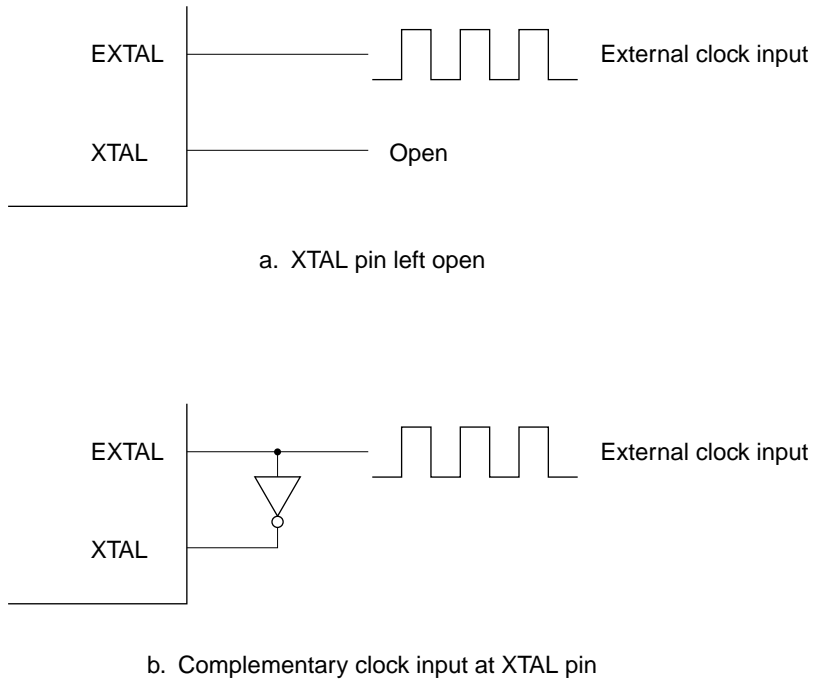 EXTAL External clock input
XTAL Open
a. XTAL pin left open
EXTAL External clock input
XTAL
b. Complementary clock input at XTAL pin